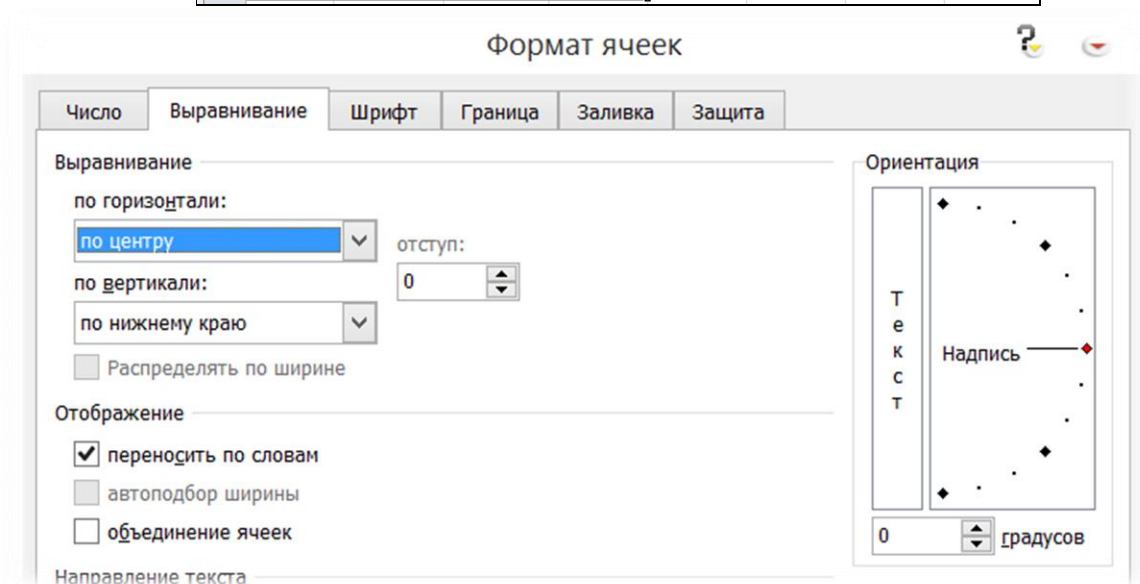 Формат ячеек
Число Выравнивание Шрифт Граница Заливка Защита
Выравнивание
по горизонтали:
по центру
отступ:
0
по вертикали:
по нижнему краю
Распределять по ширине
Отображение
переносить по словам
автоподбор ширины
объединение ячеек
Направление текста
Ориентация
Текст
Надпись
0 градусов